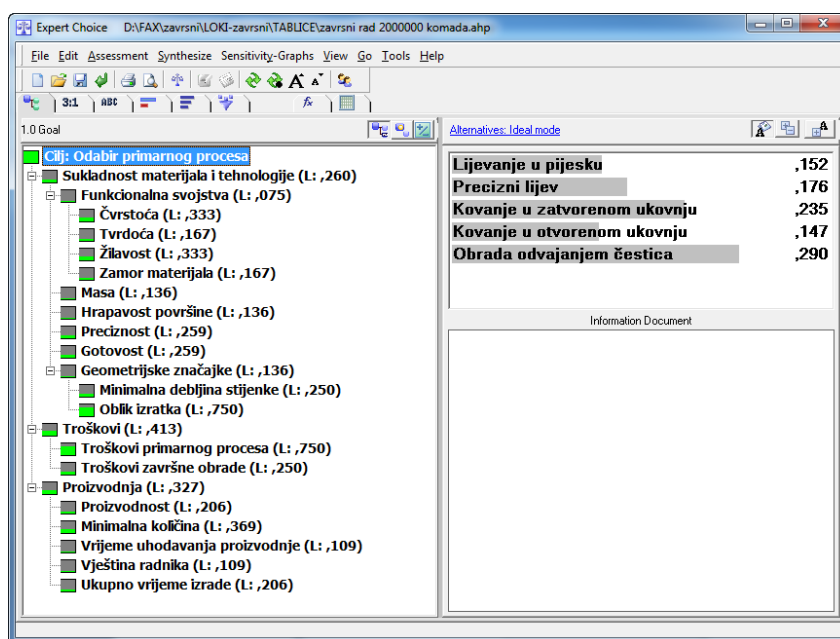 Expert Choice D:\FAX\zavrsni\LOKI-zavrsni\TABLICE\zavrsni rad 2000000 komada.ahp
File Edit Assessment Synthesize Sensitivity-Graphs View Go Tools Help
3:1 ABC fx
1.0 Goal
Cilj: Odabir primarnog procesa
Sukladnost materijala i tehnologije (L: ,260)
Funkcionalna svojstva (L: ,075)
Čvrstoća (L: ,333)
Tvrdoća (L: ,167)
Žilavost (L: ,333)
Zamor materijala (L: ,167)
Masa (L: ,136)
Hrapavost površine (L: ,136)
Preciznost (L: ,259)
Gotovost (L: ,259)
Geometrijske značajke (L: ,136)
Minimalna debljina stijenke (L: ,250)
Oblik izratka (L: ,750)
Troškovi (L: ,413)
Troškovi primarnog procesa (L: ,750)
Troškovi završne obrade (L: ,250)
Proizvodnja (L: ,327)
Proizvodnost (L: ,206)
Minimalna količina (L: ,369)
Vrijeme uhodavanja proizvodnje (L: ,109)
Vještina radnika (L: ,109)
Ukupno vrijeme izrade (L: ,206)
Alternatives: Ideal mode
Lijevanje u pijesku ,152
Precizni lijev ,176
Kovanje u zatvorenom ukovnju ,235
Kovanje u otvorenom ukovnju ,147
Obrada odvajanjem čestica ,290
Information Document